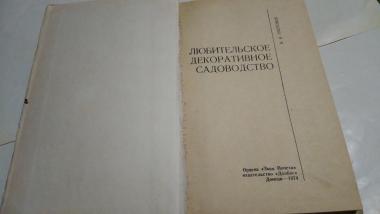 ЛЮБИТЕЛЬСКОЕ
ДЕКОРАТИВНОЕ
САДОВОДСТВО
Ордена «Знак Почета»
издательство «Донбас»
Донецк—1974